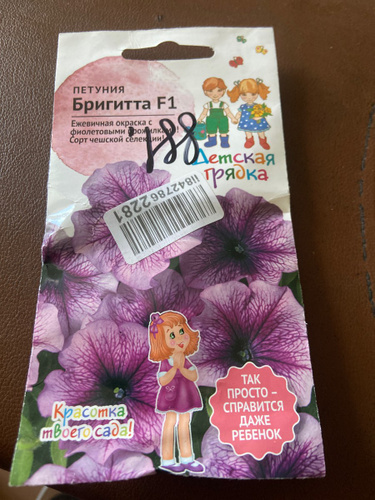 ПЕТУНИЯ
Бригитта F1
Ежевичная окраска с
фиолетовыми прожилками!
Сорт чешской селекции!
188
Детская
грядка
118427862281
Красотка
твоего сада!
ТАК
ПРОСТО –
СПРАВИТСЯ
ДАЖЕ
РЕБЕНОК